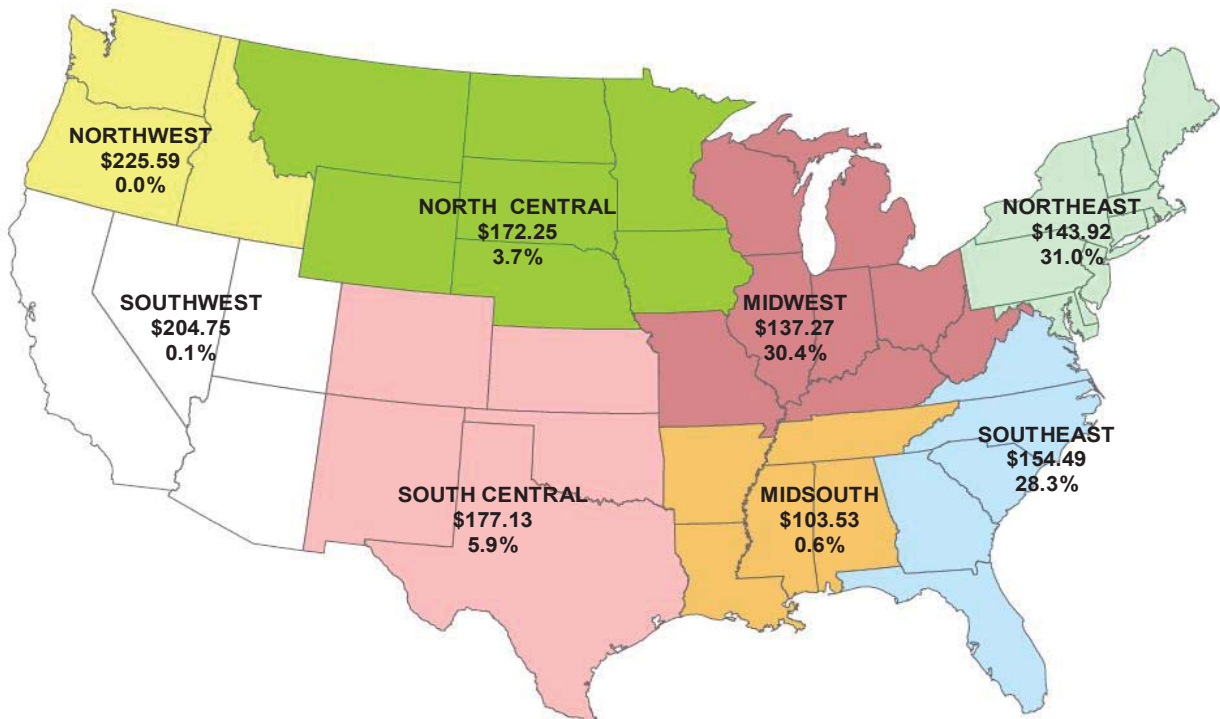 NORTHWEST
$225.59
0.0%
NORTH CENTRAL
$172.25
3.7%
NORTHEAST
$143.92
31.0%
SOUTHWEST
$204.75
0.1%
MIDWEST
$137.27
30.4%
SOUTHEAST
$154.49
28.3%
SOUTH CENTRAL
$177.13
5.9%
MIDSOUTH
$103.53
0.6%